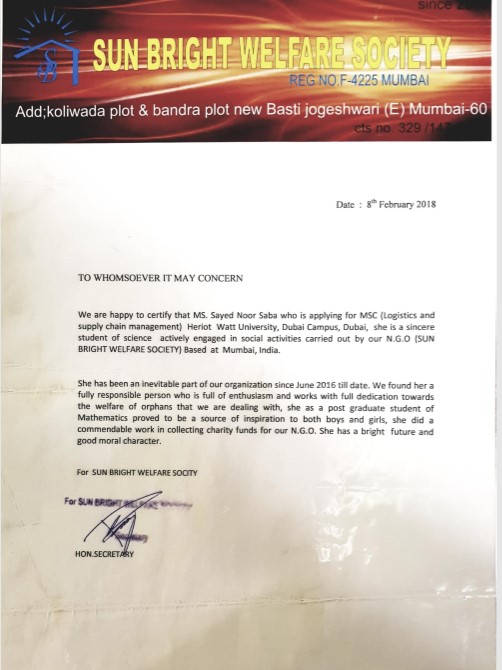 since
SUN BRIGHT WELFARE SOCIETY
REG NO.F-4225 MUMBAI
Add;koliwada plot & bandra plot new Basti jogeshwari (E) Mumbai-60
cts no. 329
Date : 8th February 2018
TO WHOMSOEVER IT MAY CONCERN
We are happy to certify that MS. Sayed Noor Saba who is applying for MSC (Logistics and
supply chain management) Heriot Watt University, Dubai Campus, Dubai, she is a sincere
student of science actively engaged in social activities carried out by our N.G.O (SUN
BRIGHT WELFARE SOCIETY) Based at Mumbai, India.
She has been an inevitable part of our organization since June 2016 till date. We found her a
fully responsible person who is full of enthusiasm and works with full dedication towards
the welfare of orphans that we are dealing with, she as a post graduate student of
Mathematics proved to be a source of inspiration to both boys and girls, she did a
commendable work in collecting charity funds for our N.G.O. She has a bright future and
good moral character.
For SUN BRIGHT WELFARE SOCITY
For SUN BRIGHT WELFARE
HON.SECRETARY